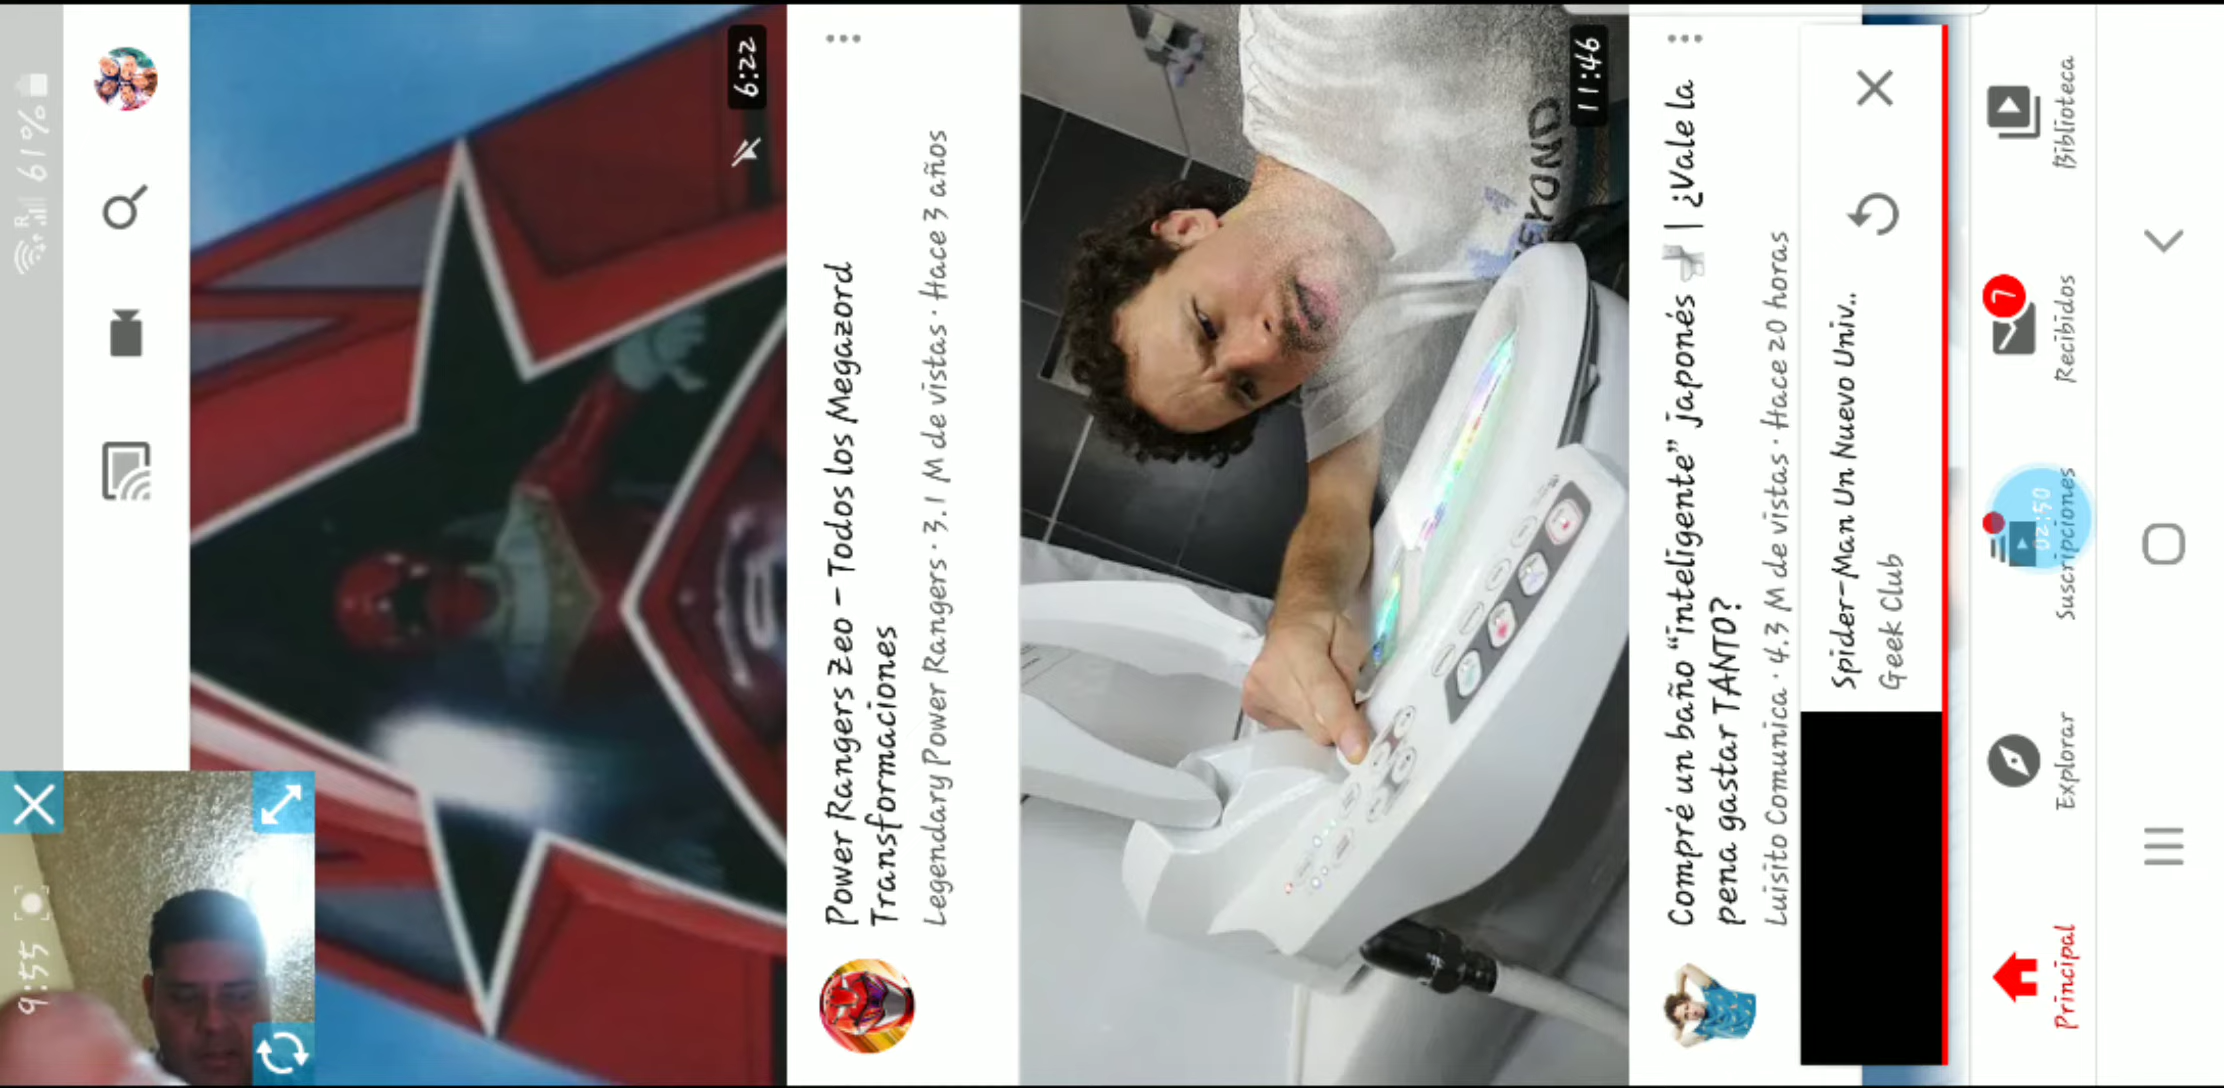 9:55
R
61%
6:22
Power Rangers Zeo - Todos los Megazord
Transformaciones
Legendary Power Rangers · 3.1 M de vistas · Hace 3 años
11:46
Compré un baño “inteligente” japonés 🚽 | ¿Vale la
pena gastar TANTO?
Luisito Comunica · 4.3 M de vistas · Hace 20 horas
Spider-Man Un Nuevo Univ..
Geek Club
02:50
7
Principal
Explorar
Suscripciones
Recibidos
Biblioteca